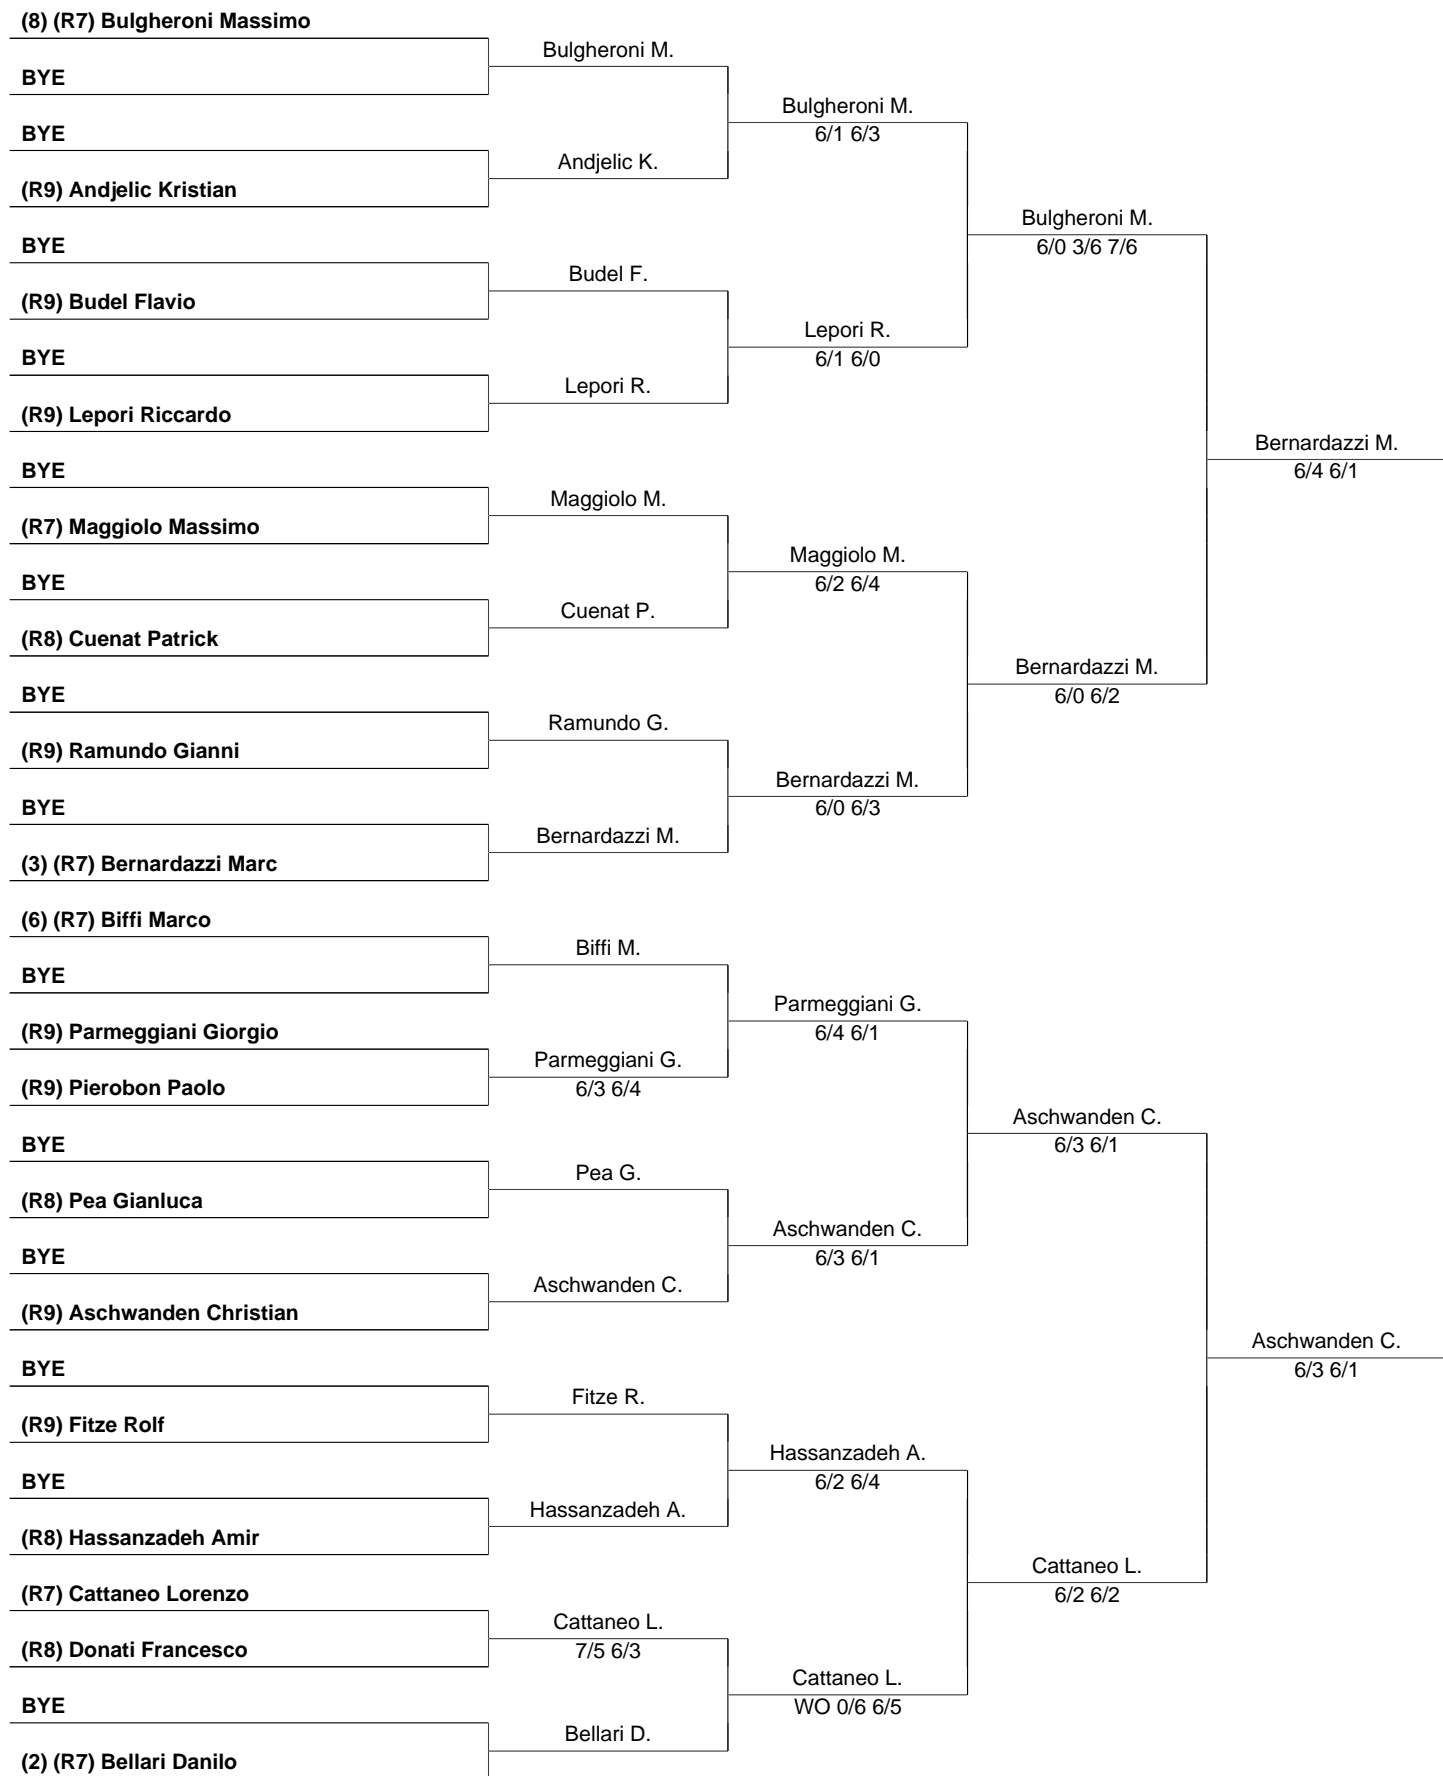 (8) (R7) Bulgheroni Massimo
BYE
BYE
(R9) Andjelic Kristian
BYE
(R9) Budel Flavio
BYE
(R9) Lepori Riccardo
BYE
(R7) Maggiolo Massimo
BYE
(R8) Cuenat Patrick
BYE
(R9) Ramundo Gianni
BYE
(3) (R7) Bernardazzi Marc
(6) (R7) Biffi Marco
BYE
(R9) Parmeggiani Giorgio
(R9) Pierobon Paolo
BYE
(R8) Pea Gianluca
BYE
(R9) Aschwanden Christian
BYE
(R9) Fitze Rolf
BYE
(R8) Hassanzadeh Amir
(R7) Cattaneo Lorenzo
(R8) Donati Francesco
BYE
(2) (R7) Bellari Danilo
Bulgheroni M.
Andjelic K.
Budel F.
Lepori R.
Maggiolo M.
Cuenat P.
Ramundo G.
Bernardazzi M.
Biffi M.
Parmeggiani G.
6/3 6/4
Pea G.
Aschwanden C.
Fitze R.
Hassanzadeh A.
Cattaneo L.
7/5 6/3
Bellari D.
Bulgheroni M.
6/1 6/3
Lepori R.
6/1 6/0
Maggiolo M.
6/2 6/4
Bernardazzi M.
6/0 6/3
Parmeggiani G.
6/4 6/1
Aschwanden C.
6/3 6/1
Hassanzadeh A.
6/2 6/4
Cattaneo L.
WO 0/6 6/5
Bulgheroni M.
6/0 3/6 7/6
Bernardazzi M.
6/0 6/2
Aschwanden C.
6/3 6/1
Cattaneo L.
6/2 6/2
Bernardazzi M.
6/4 6/1
Aschwanden C.
6/3 6/1